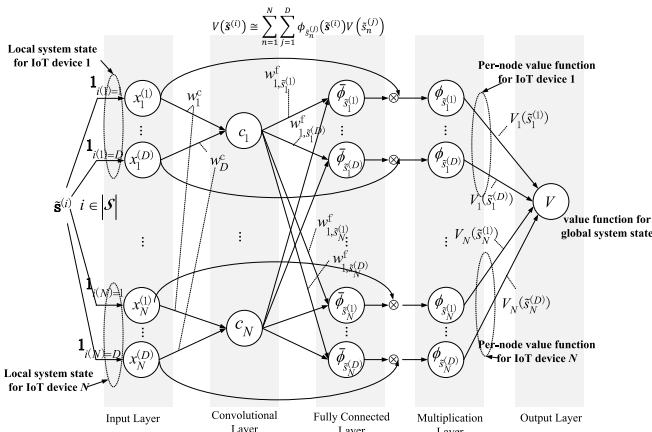 V(s̃^(i)) ≅ ∑_{n=1}^{N} ∑_{j=1}^{D} ϕ_{s̃_n^(j)}(s̃^(i)) V(s̃_n^(j))
Local system state
for IoT device 1
Per-node value function
for IoT device 1
1_{i(1)=1}
x_1^(1)
w_1^c
w^f_{1,s̃_1^(1)}
ϕ̄_{s̃_1^(1)}
⊗
ϕ_{s̃_1^(1)}
V_1(s̃_1^(1))
⋮
c_1
w^f_{1,s̃_1^(D)}
⋮
⋮
1_{i(1)=D}
x_1^(D)
w_D^c
ϕ̄_{s̃_1^(D)}
⊗
ϕ_{s̃_1^(D)}
V_1(s̃_1^(D))
s̃^(i) i ∈ |𝒮|
V
value function for
global system state
⋮
⋮
w^f_{1,s̃_N^(1)}
w^f_{1,s̃_N^(D)}
⋮
⋮
V_N(s̃_N^(1))
1_{i(N)=1}
x_N^(1)
ϕ̄_{s̃_N^(1)}
⊗
ϕ_{s̃_N^(1)}
V_N(s̃_N^(D))
⋮
c_N
⋮
⋮
1_{i(N)=D}
x_N^(D)
ϕ̄_{s̃_N^(D)}
⊗
ϕ_{s̃_N^(D)}
Per-node value function
for IoT device N
Local system state
for IoT device N
Input Layer
Convolutional
Layer
Fully Connected
Layer
Multiplication
Layer
Output Layer